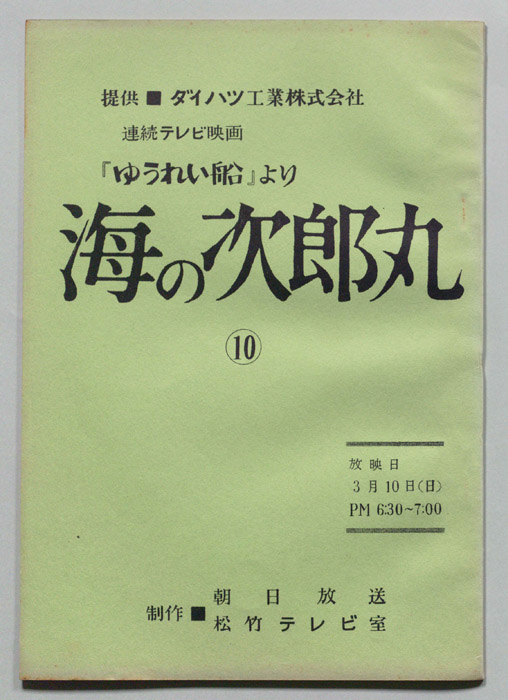 提供■ダイハツ工業株式会社
連続テレビ映画
『ゆうれい船』より
海の次郎丸
⑩
放映日
3月10日(日)
PM 6:30~7:00
制作■朝日放送
松竹テレビ室